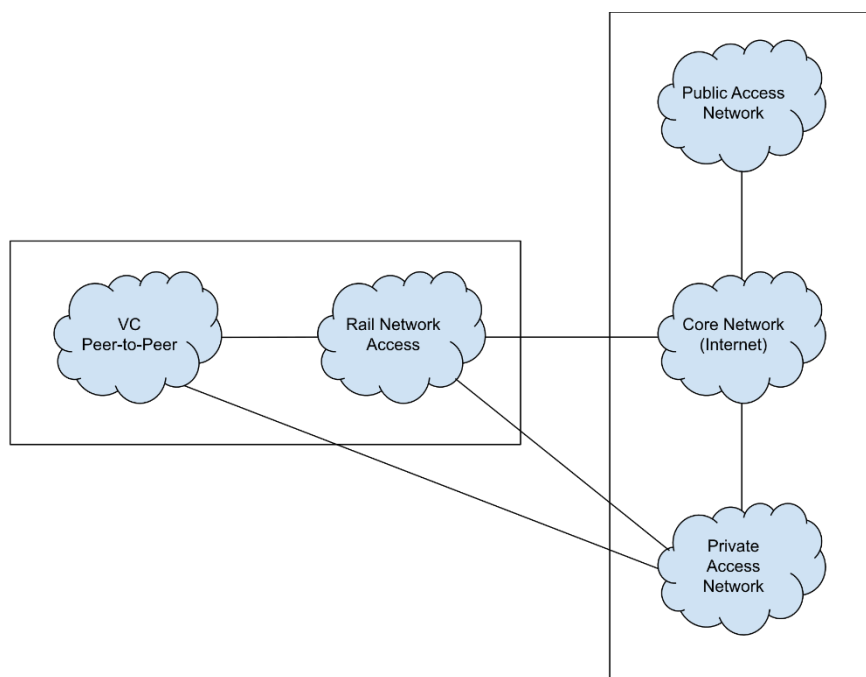 Public Access
Network
VC
Peer-to-Peer
Rail Network
Access
Core Network
(Internet)
Private
Access
Network